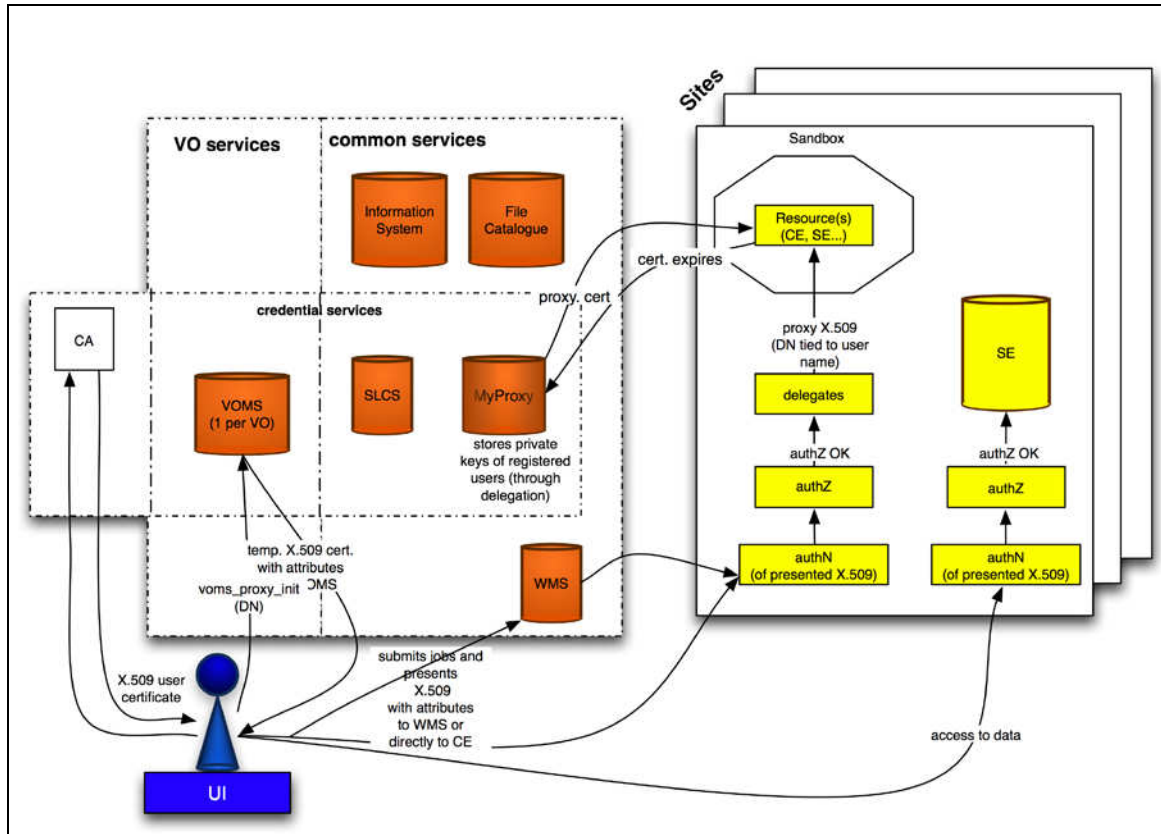 Sites
VO services
common services
Information
System
File
Catalogue
credential services
CA
VOMS
(1 per VO)
SLCS
MyProxy
stores private
keys of registered
users (through
delegation)
temp. X.509 cert.
with attributes
OMS
voms_proxy_init
(DN)
WMS
X.509 user
certificate
submits jobs and
presents
X.509
with attributes
to WMS or
directly to CE
UI
proxy. cert
cert. expires
Sandbox
Resource(s)
(CE, SE...)
proxy X.509
(DN tied to user
name)
delegates
authZ OK
authZ
authN
(of presented X.509)
SE
authZ OK
authZ
authN
(of presented X.509)
access to data